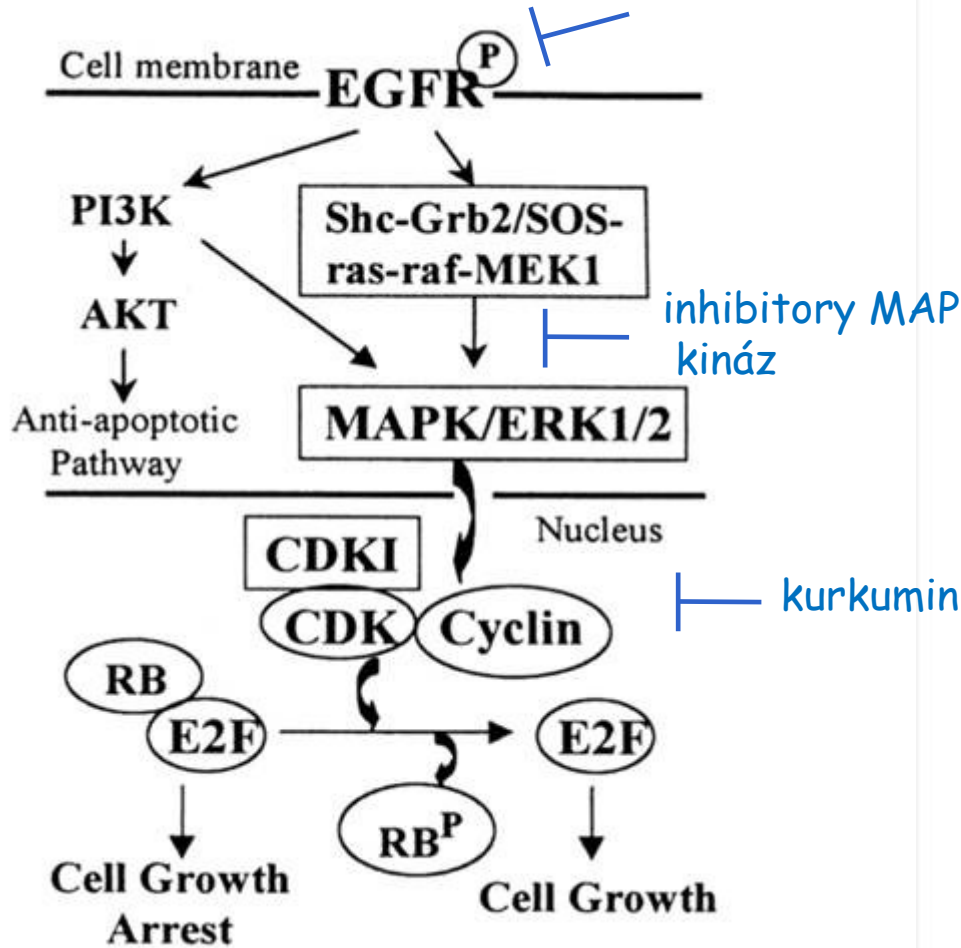 P
Cell membrane
EGFR
PI3K
Shc-Grb2/SOS-
ras-raf-MEK1
AKT
inhibitory MAP
kináz
Anti-apoptotic
Pathway
MAPK/ERK1/2
Nucleus
CDKI
CDK
Cyclin
kurkumin
RB
E2F
E2F
RBᴾ
Cell Growth
Arrest
Cell Growth